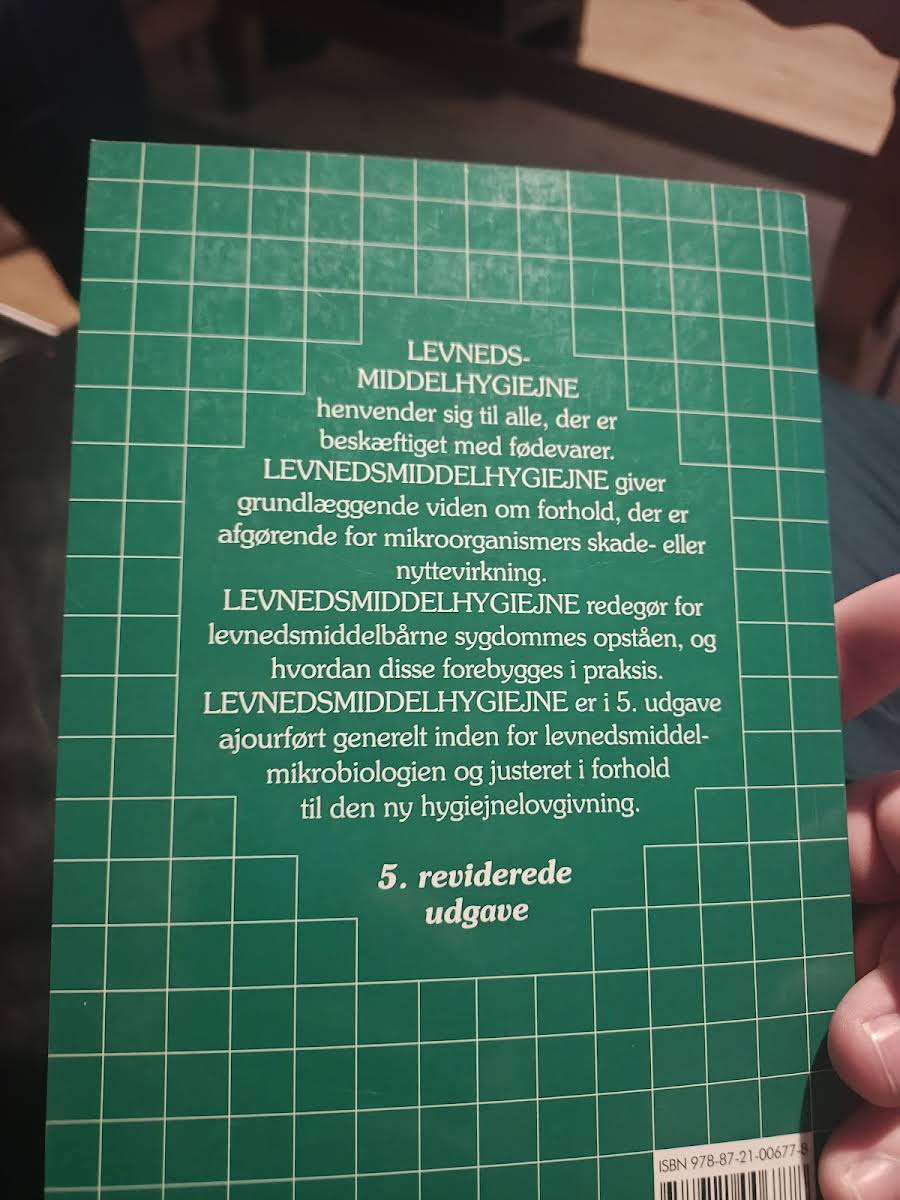 LEVNEDS-
MIDDELHYGIEJNE
henvender sig til alle, der er
beskæftiget med fødevarer.
LEVNEDSMIDDELHYGIEJNE giver
grundlæggende viden om forhold, der er
afgørende for mikroorganismers skade- eller
nyttevirkning.
LEVNEDSMIDDELHYGIEJNE redegør for
levnedsmiddelbårne sygdommes opståen, og
hvordan disse forebygges i praksis.
LEVNEDSMIDDELHYGIEJNE er i 5. udgave
ajourført generelt inden for levnedsmiddel-
mikrobiologien og justeret i forhold
til den ny hygiejnelovgivning.
5. reviderede
udgave
ISBN 978-87-21-00677-8